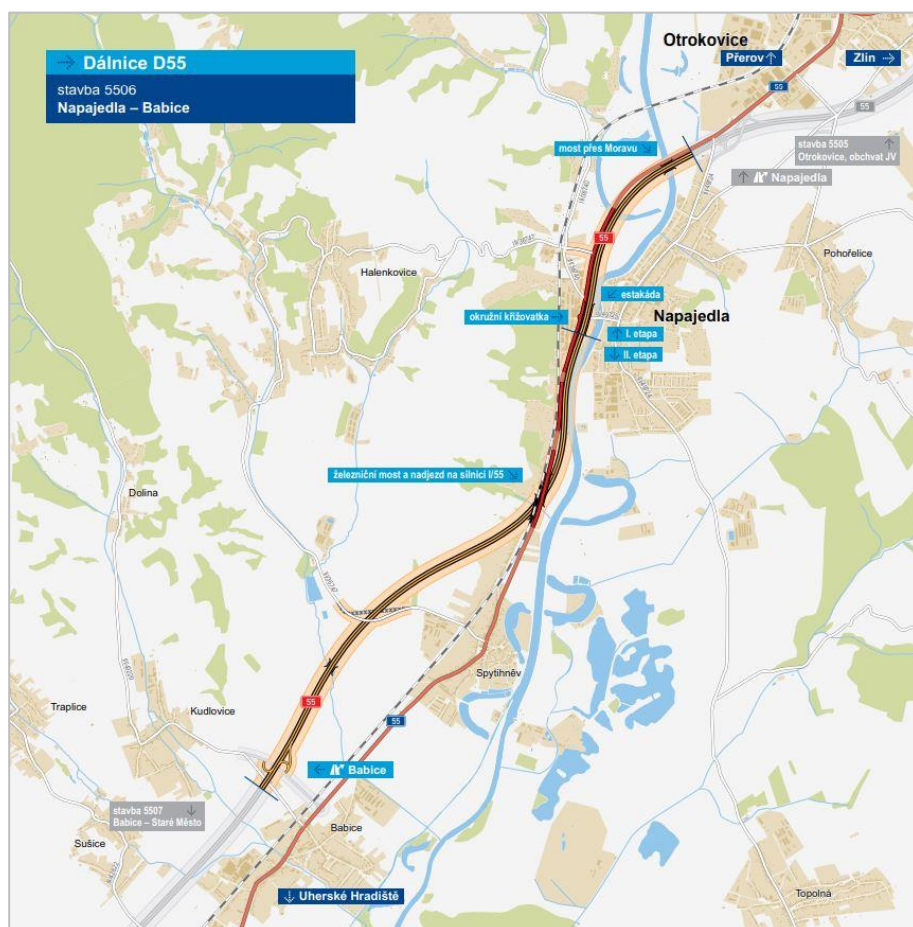 Dálnice D55
stavba 5506
Napajedla – Babice
Otrokovice
Přerov
Zlín
55
55
stavba 5505
Otrokovice, obchvat JV
most přes Moravu
Napajedla
55
Halenkovice
Pohořelice
estakáda
okružní křižovatka
Napajedla
I. etapa
II. etapa
železniční most a nadjezd na silnici I/55
Dolina
Spytihněv
Traplice
Kudlovice
55
55
Babice
stavba 5507
Babice – Staré Město
Babice
Sušice
Uherské Hradiště
Topolná